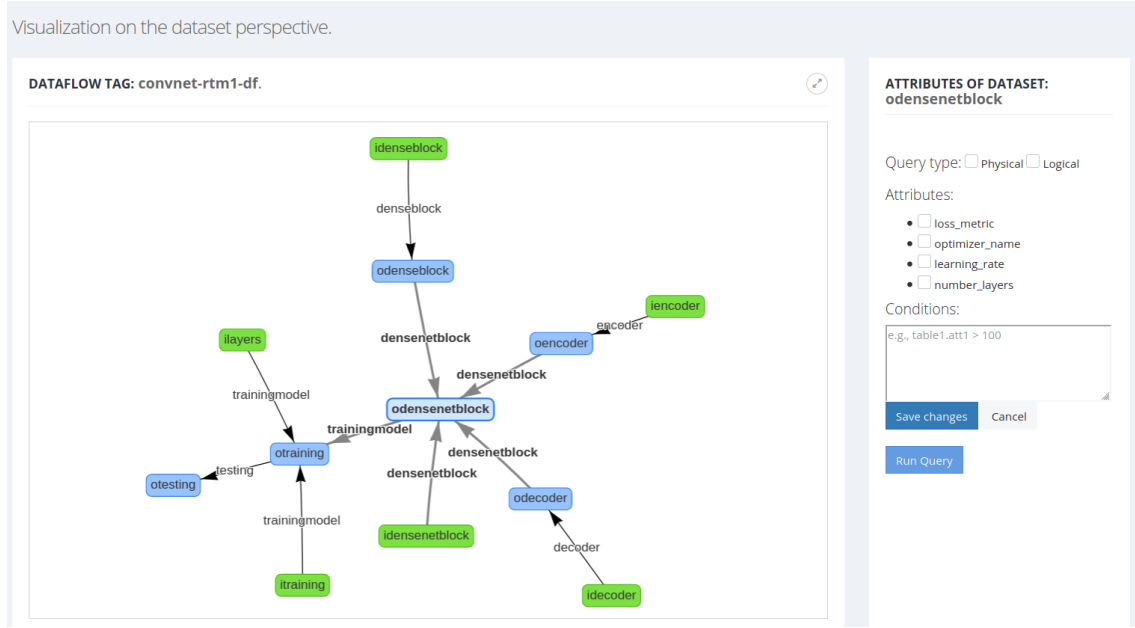 Visualization on the dataset perspective.
DATAFLOW TAG: convnet-rtm1-df.
idenseblock
denseblock
odenseblock
iencoder
encoder
ilayers
densenetblock
oencoder
densenetblock
trainingmodel
odensenetblock
trainingmodel
otraining
densenetblock
testing
densenetblock
otesting
odecoder
trainingmodel
idensenetblock
decoder
itraining
idecoder
ATTRIBUTES OF DATASET:
odensenetblock
Query type: Physical Logical
Attributes:
loss_metric
optimizer_name
learning_rate
number_layers
Conditions:
e.g., table1.att1 > 100
Save changes Cancel
Run Query